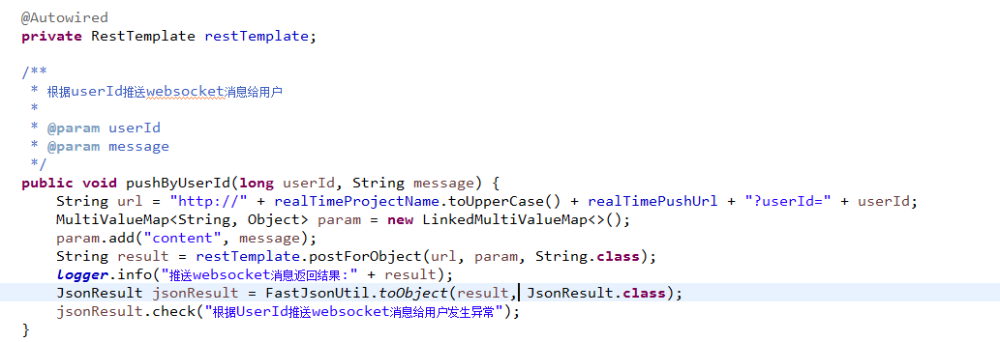 @Autowired
private RestTemplate restTemplate;
/**
* 根据userId推送websocket消息给用户
*
* @param userId
* @param message
*/
public void pushByUserId(long userId, String message) {
String url = "http://" + realTimeProjectName.toUpperCase() + realTimePushUrl + "?userId=" + userId;
MultiValueMap<String, Object> param = new LinkedMultiValueMap<>();
param.add("content", message);
String result = restTemplate.postForObject(url, param, String.class);
logger.info("推送websocket消息返回结果:" + result);
JsonResult jsonResult = FastJsonUtil.toObject(result, JsonResult.class);
jsonResult.check("根据UserId推送websocket消息给用户发生异常");
}